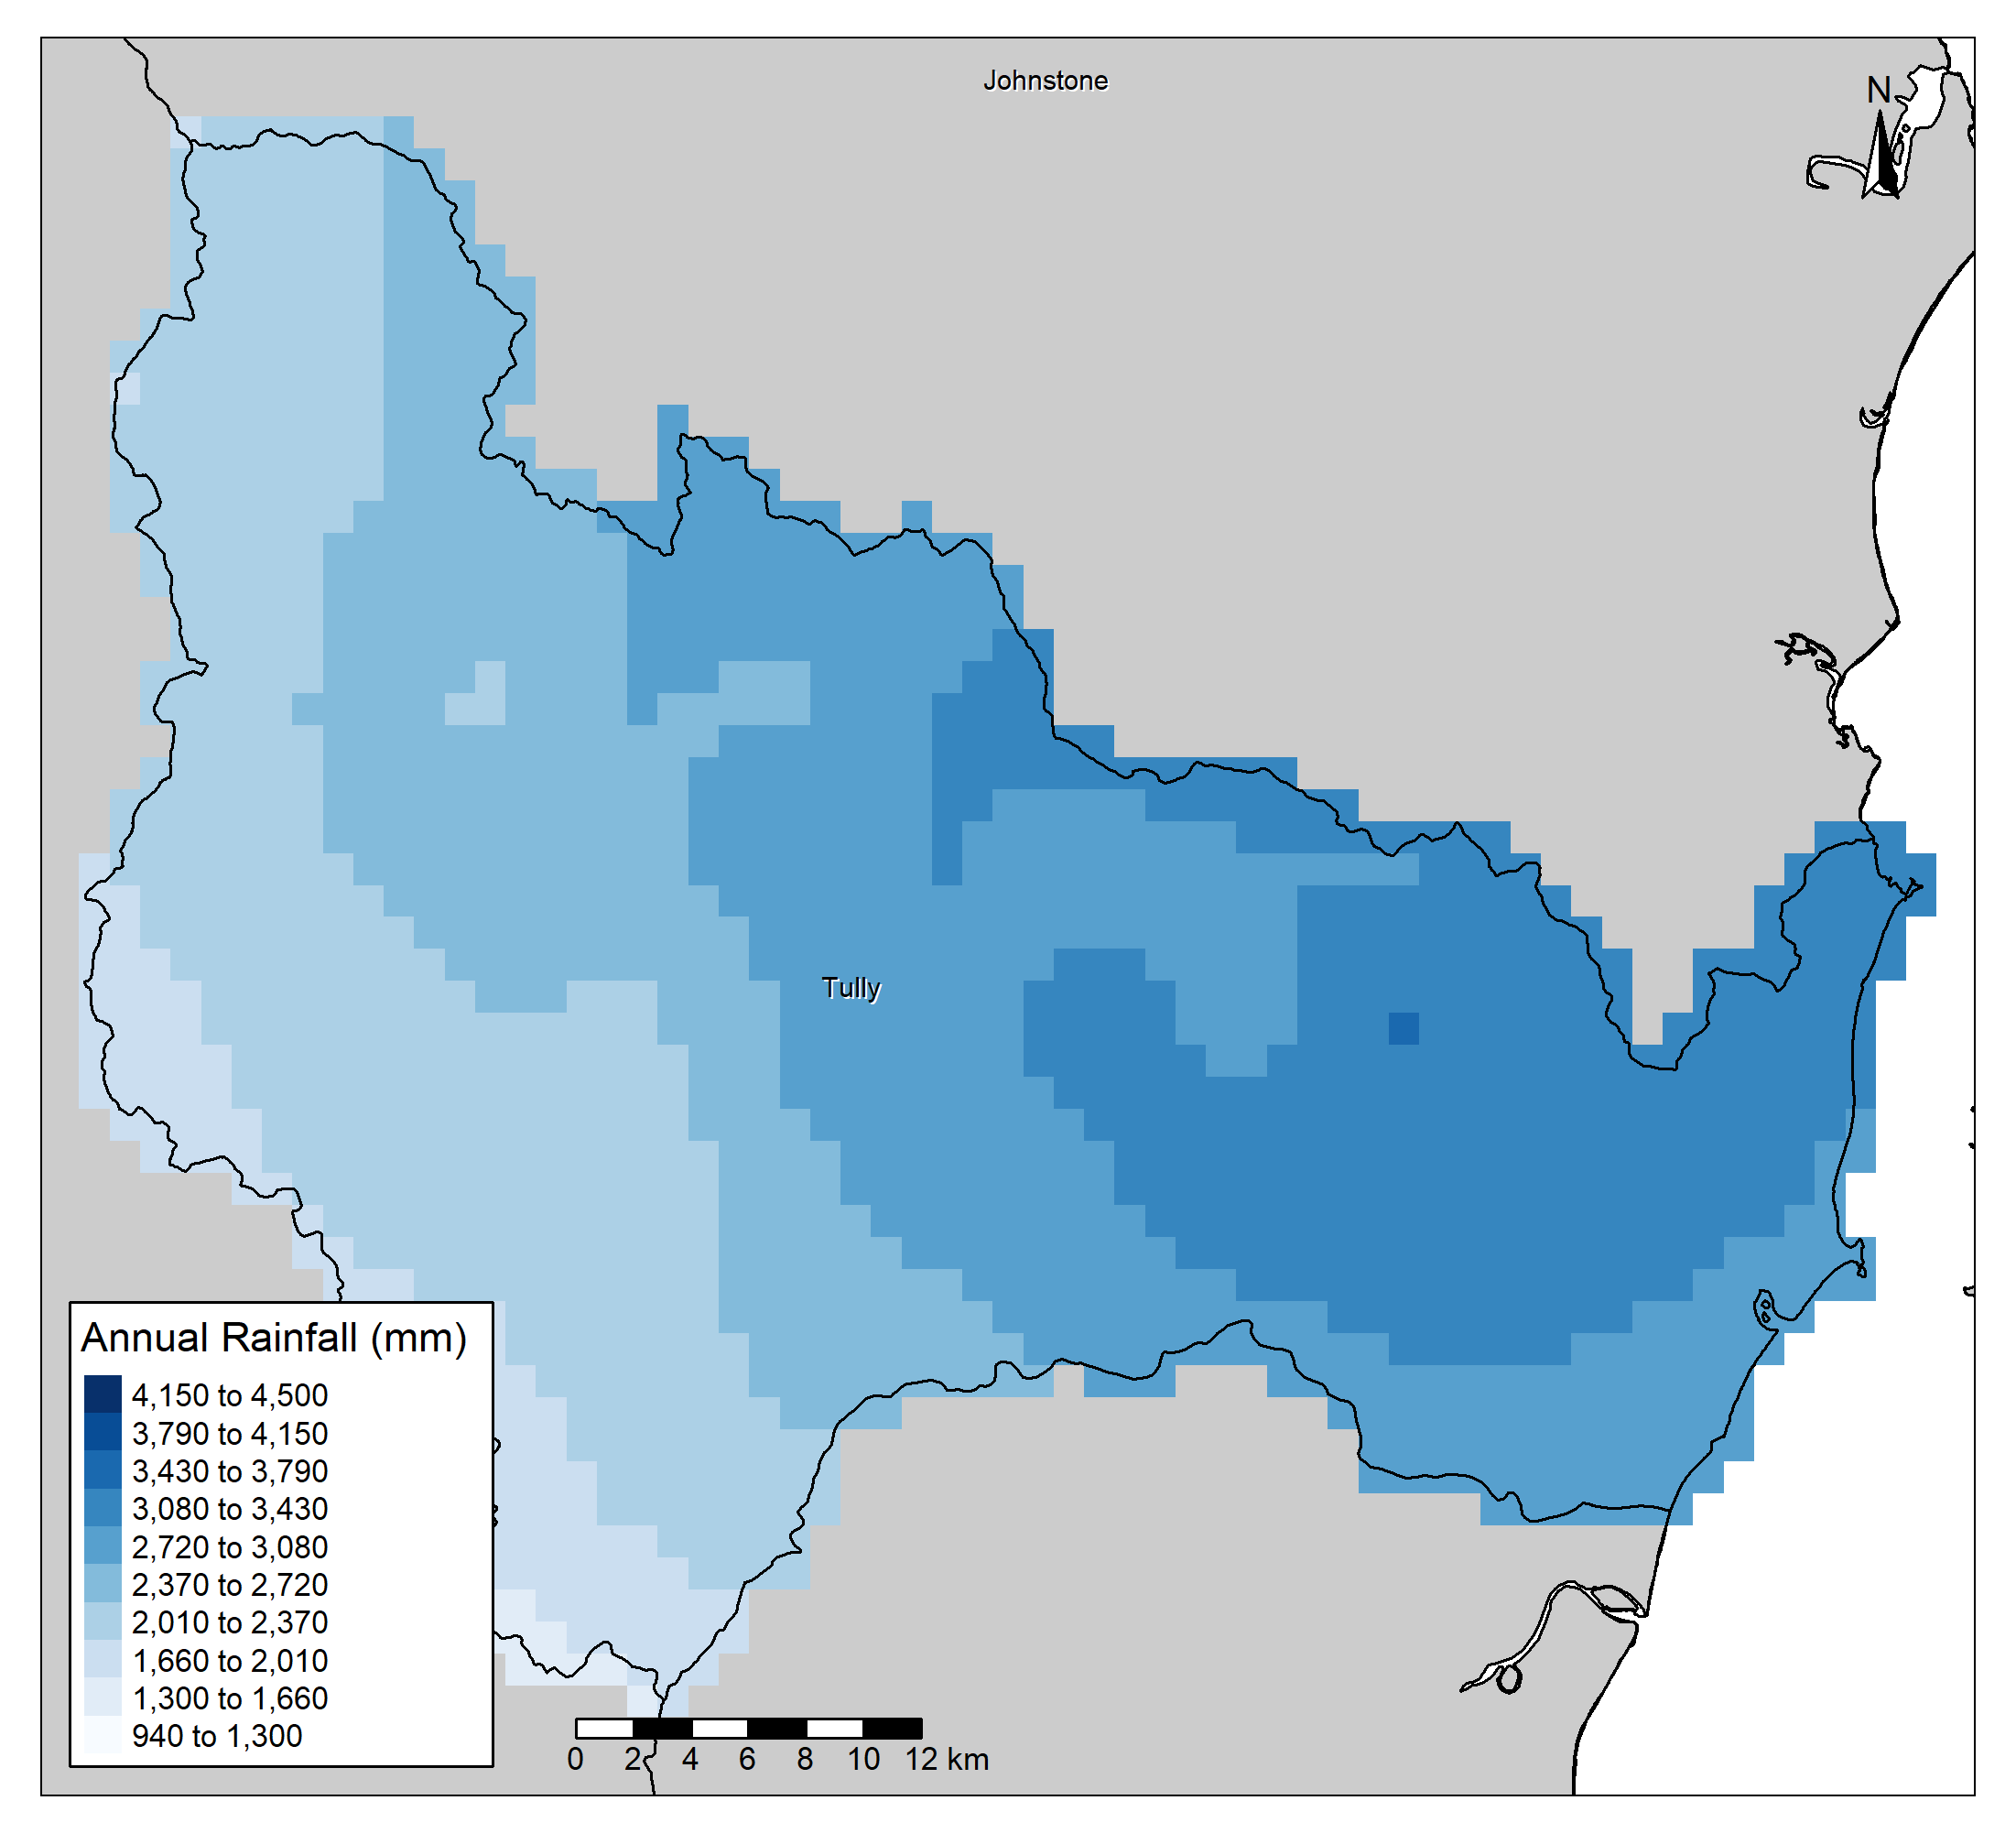 Johnstone
N
Tully
Annual Rainfall (mm)
4,150 to 4,500
3,790 to 4,150
3,430 to 3,790
3,080 to 3,430
2,720 to 3,080
2,370 to 2,720
2,010 to 2,370
1,660 to 2,010
1,300 to 1,660
940 to 1,300
0 2 4 6 8 10 12 km